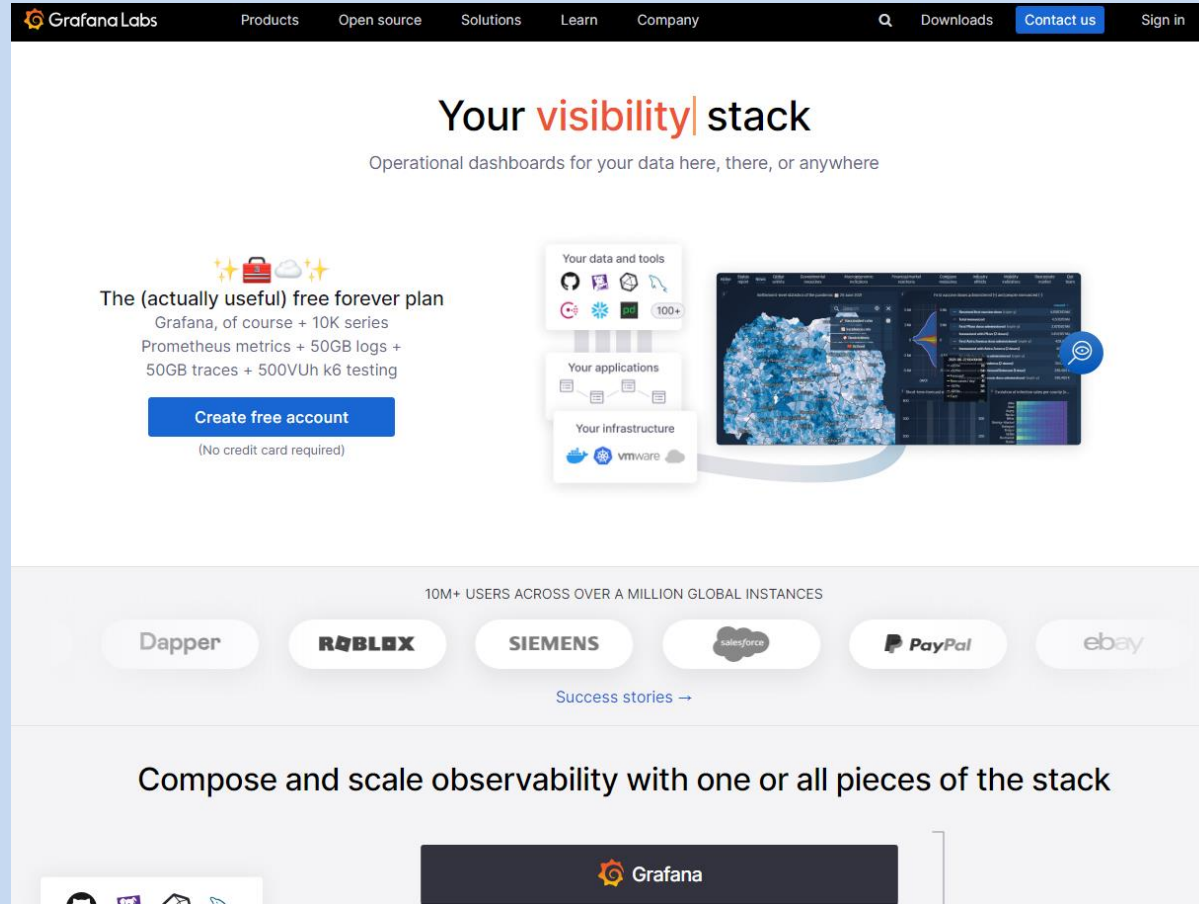 Grafana Labs
Products Open source Solutions Learn Company Downloads Contact us Sign in
Your visibility stack
Operational dashboards for your data here, there, or anywhere
The (actually useful) free forever plan
Grafana, of course + 10K series
Prometheus metrics + 50GB logs +
50GB traces + 500VUh k6 testing
Create free account
(No credit card required)
Your data and tools
pd 100+
Your applications
Your infrastructure
vmware
10M+ USERS ACROSS OVER A MILLION GLOBAL INSTANCES
Dapper ROBLOX SIEMENS salesforce PayPal ebay
Success stories →
Compose and scale observability with one or all pieces of the stack
Grafana